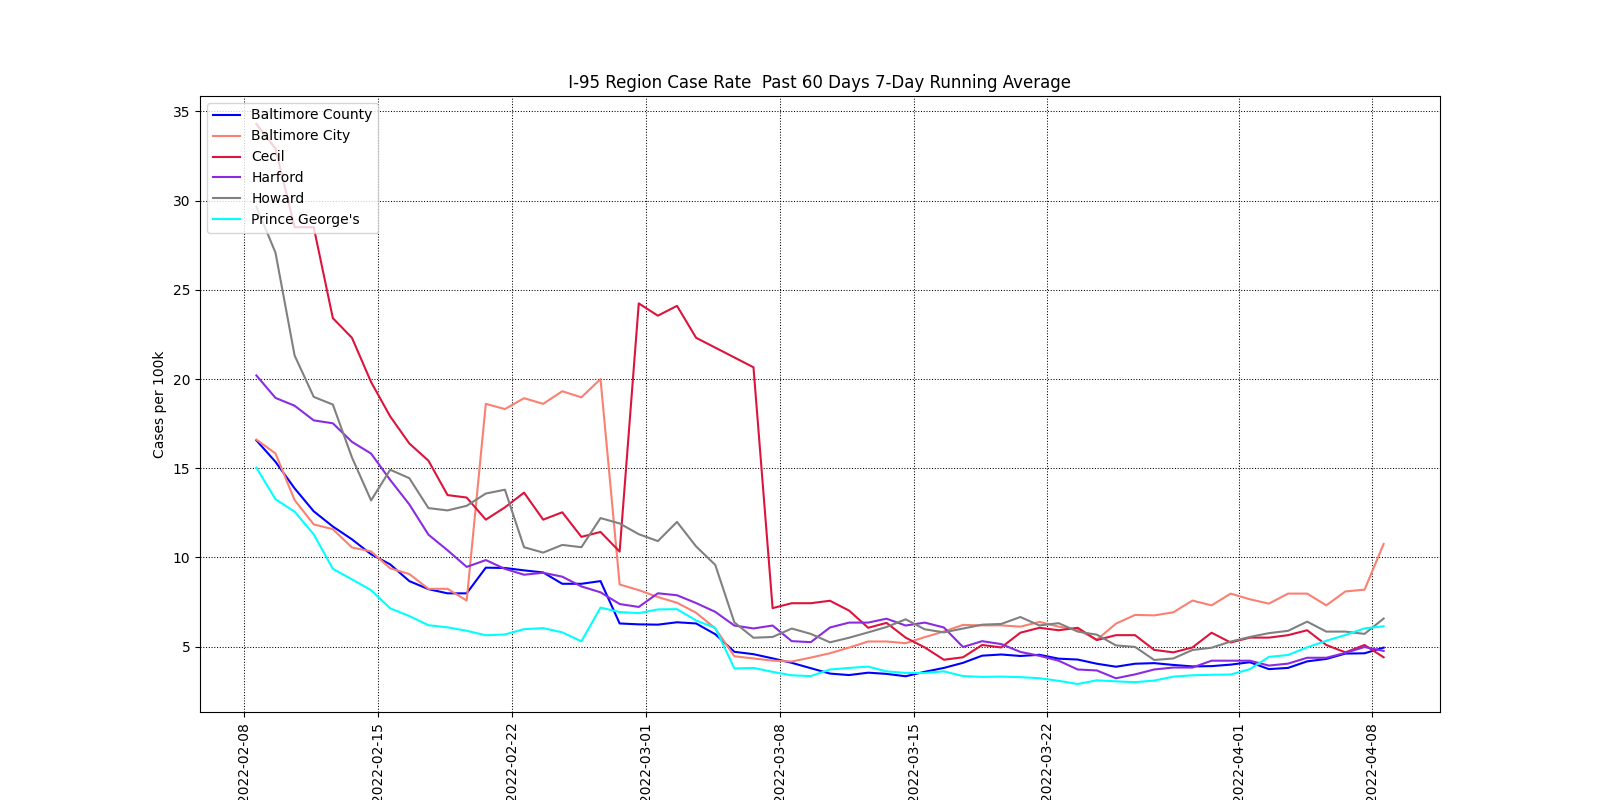 I-95 Region Case Rate  Past 60 Days 7-Day Running Average
Baltimore County
Baltimore City
Cecil
Harford
Howard
Prince George's
Cases per 100k
35
30
25
20
15
10
5
2022-02-08
2022-02-15
2022-02-22
2022-03-01
2022-03-08
2022-03-15
2022-03-22
2022-04-01
2022-04-08